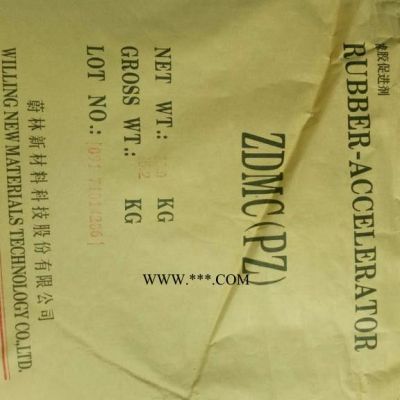 橡胶促进剂
RUBBER-ACCELERATOR
ZDMC(PZ)
NET WT.: KG
GROSS WT.: KG
LOT NO.:
蔚林新材料科技股份有限公司
WILLING NEW MATERIALS TECHNOLOGY CO.,LTD.
WWW.***.COM